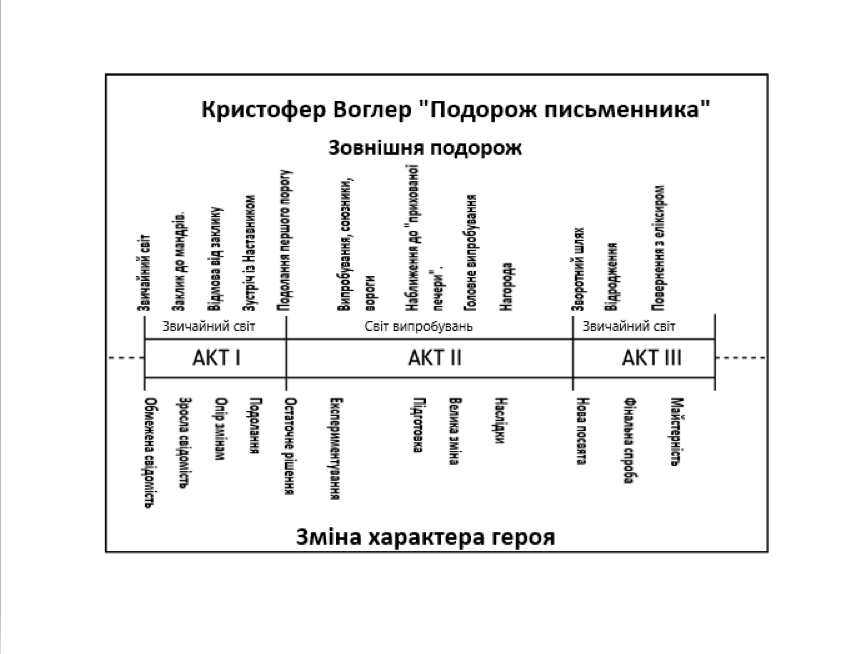 Кристофер Воглер "Подорож письменника"
Зовнішня подорож
Звичайний світ
Заклик до мандрів.
Відмова від заклику
Зустріч із Наставником
Подолання першого порогу
Випробування, союзники,
вороги
Наближення до "прихованої
печери".
Головне випробування
Нагорода
Зворотний шлях
Відродження
Повернення з еліксиром
Звичайний світ
Світ випробувань
Звичайний світ
АКТ І
АКТ ІІ
АКТ ІІІ
Обмежена свідомість
Зросла свідомість
Опір змінам
Подолання
Остаточне рішення
Експериментування
Підготовка
Велика зміна
Наслідки
Нова посвята
Фінальна спроба
Майстерність
Зміна характера героя